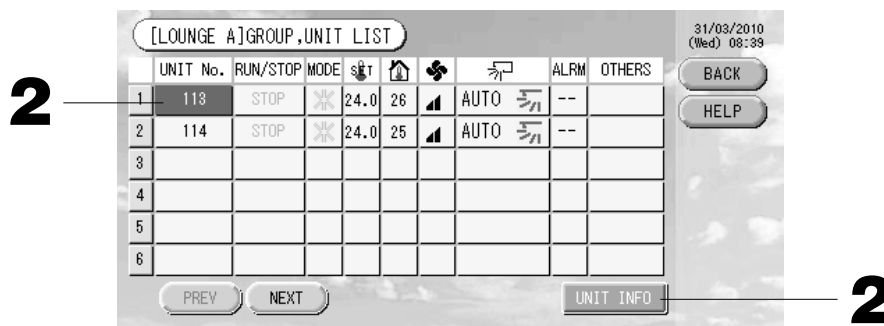 [LOUNGE A]GROUP,UNIT LIST
31/03/2010
(Wed) 08:39
UNIT No. RUN/STOP MODE SET ALRM OTHERS
BACK
2
1 113 STOP 24.0 26 AUTO --
HELP
2 114 STOP 24.0 25 AUTO --
3
4
5
6
PREV NEXT UNIT INFO
2